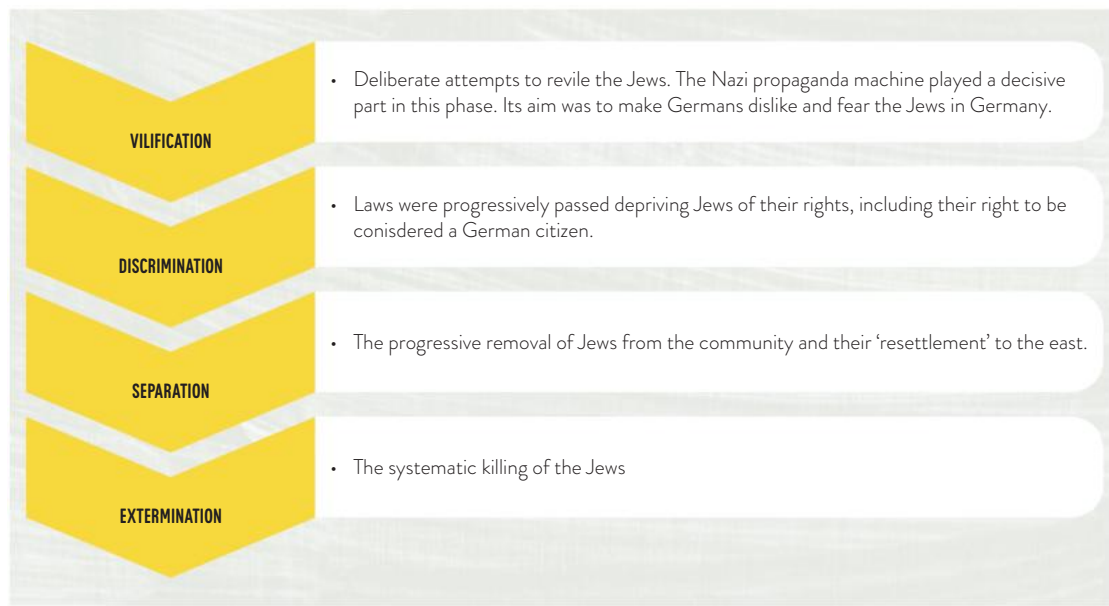 VILIFICATION
• Deliberate attempts to revile the Jews. The Nazi propaganda machine played a decisive
part in this phase. Its aim was to make Germans dislike and fear the Jews in Germany.
DISCRIMINATION
• Laws were progressively passed depriving Jews of their rights, including their right to be
conisdered a German citizen.
SEPARATION
• The progressive removal of Jews from the community and their ‘resettlement’ to the east.
EXTERMINATION
• The systematic killing of the Jews